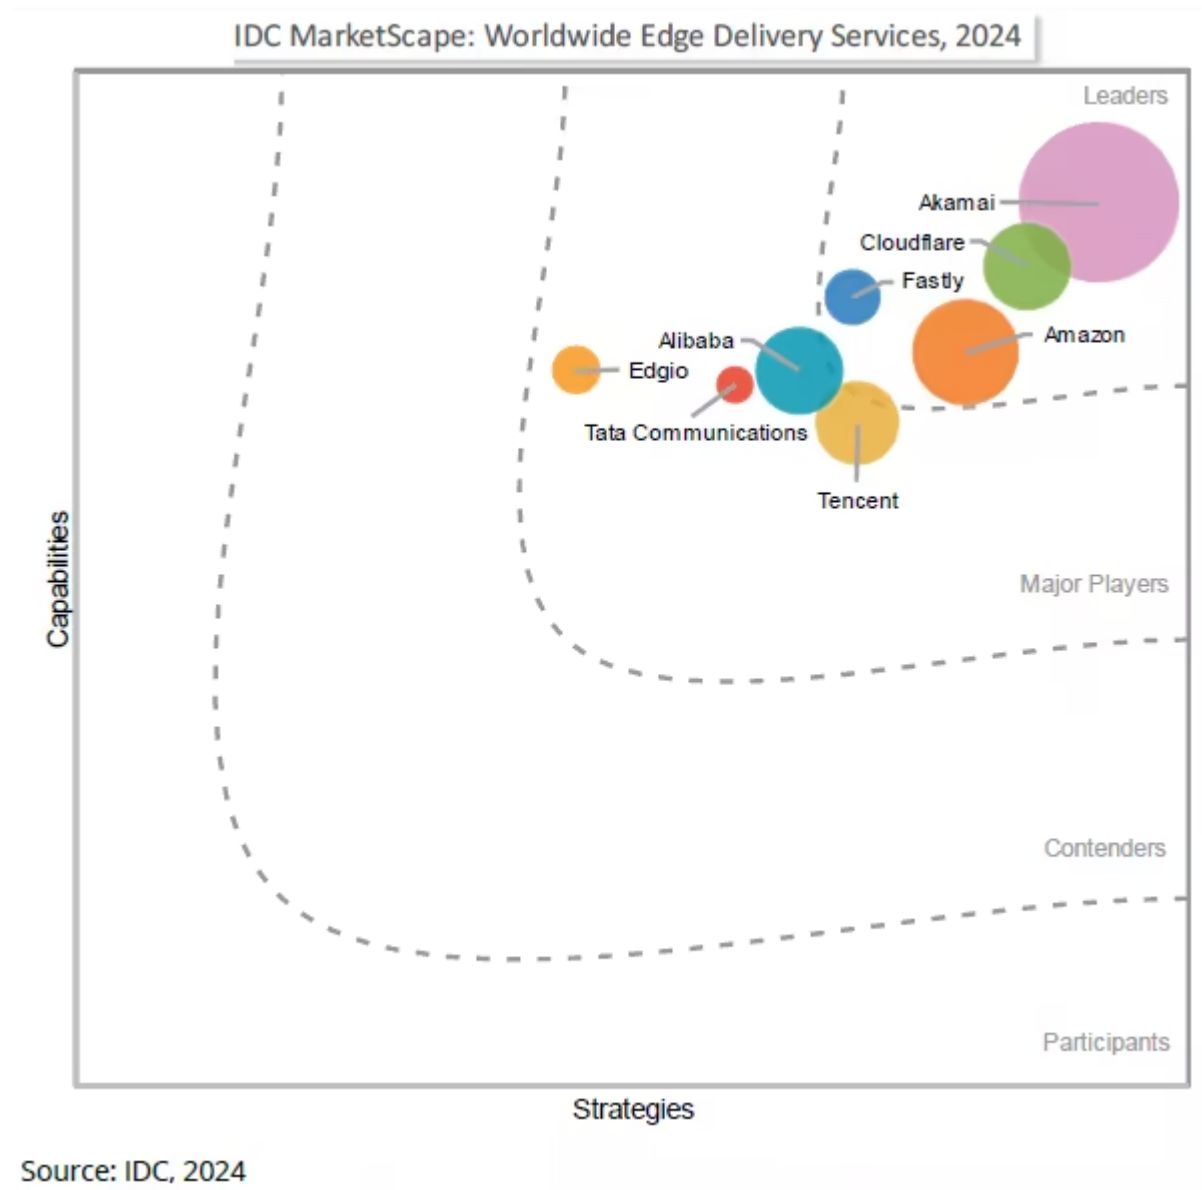 IDC MarketScape: Worldwide Edge Delivery Services, 2024
Leaders
Akamai
Cloudflare
Fastly
Amazon
Alibaba
Edgio
Tata Communications
Tencent
Capabilities
Major Players
Contenders
Participants
Strategies
Source: IDC, 2024